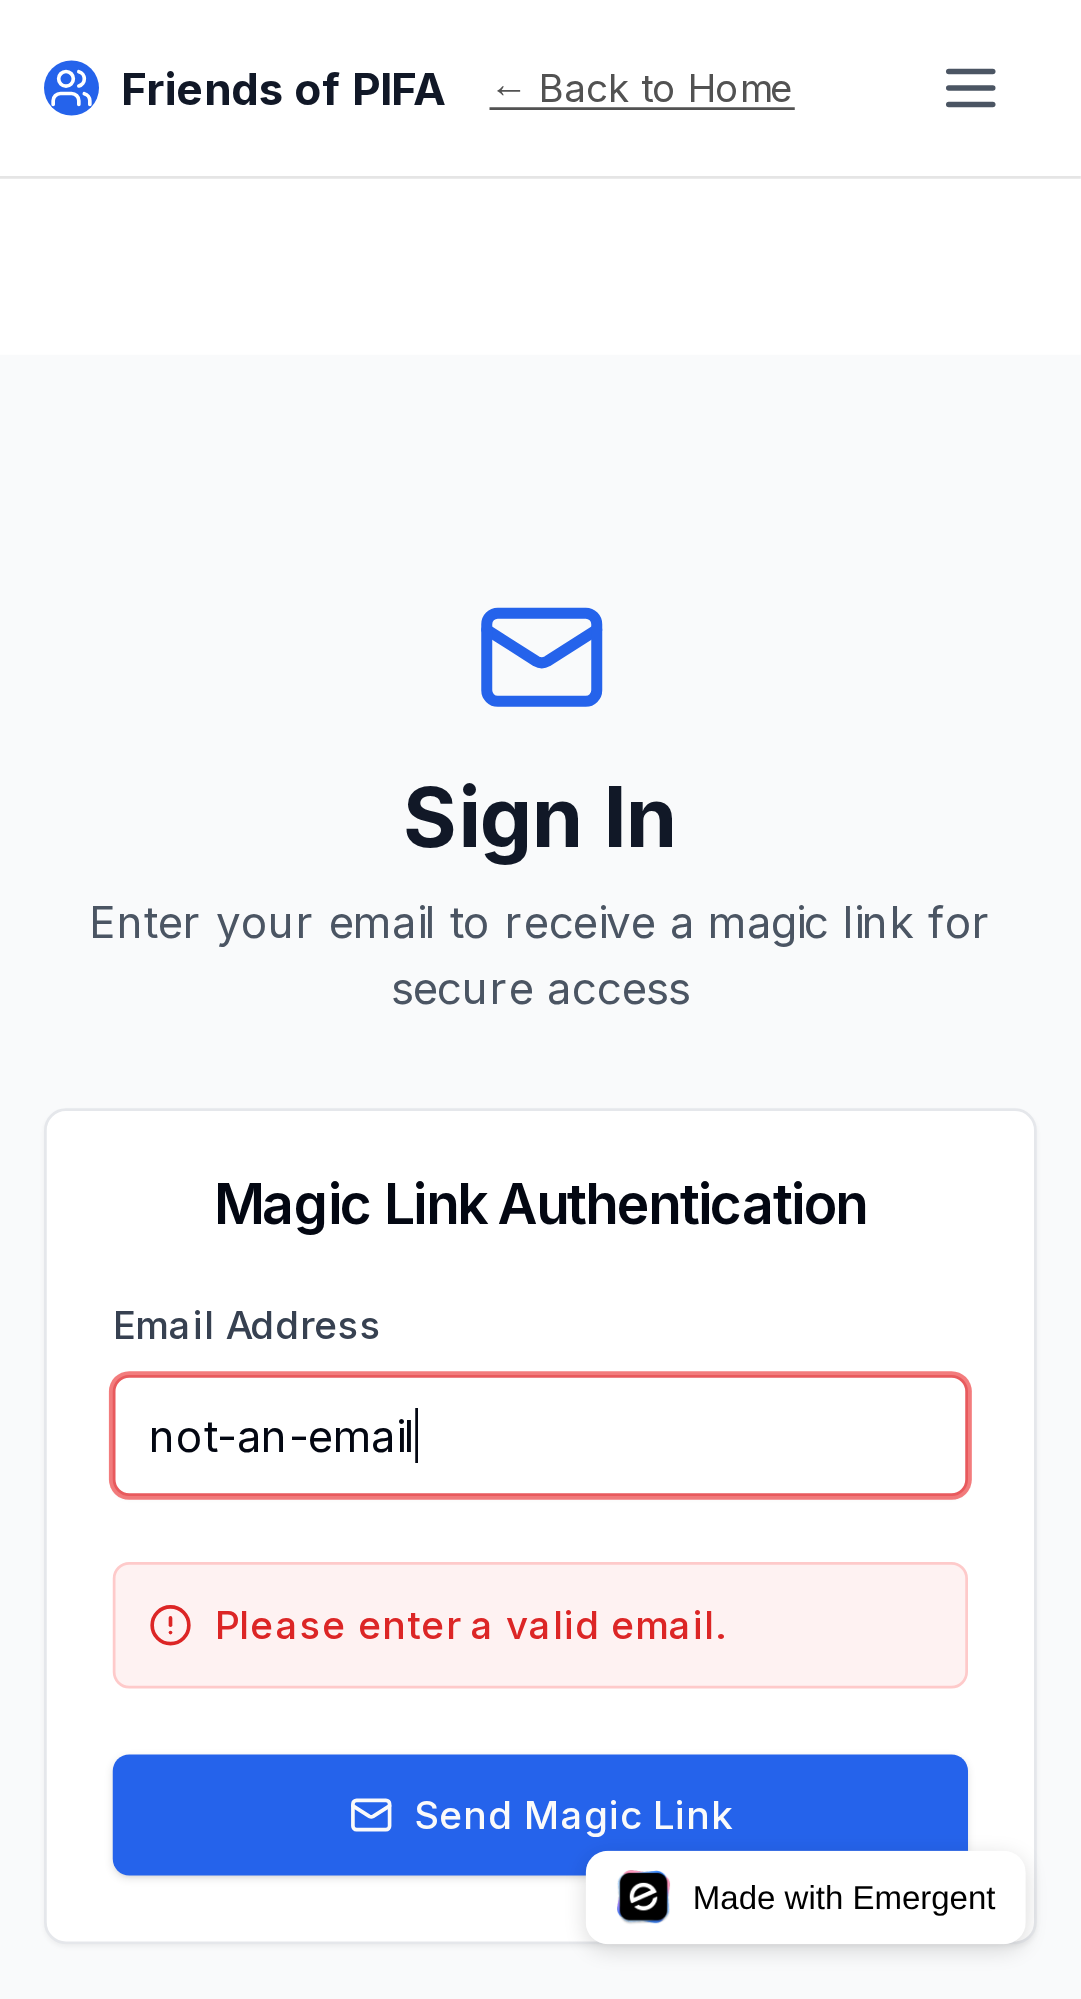 Friends of PIFA
← Back to Home
Sign In
Enter your email to receive a magic link for
secure access
Magic Link Authentication
Email Address
not-an-email
Please enter a valid email.
Send Magic Link
Made with Emergent